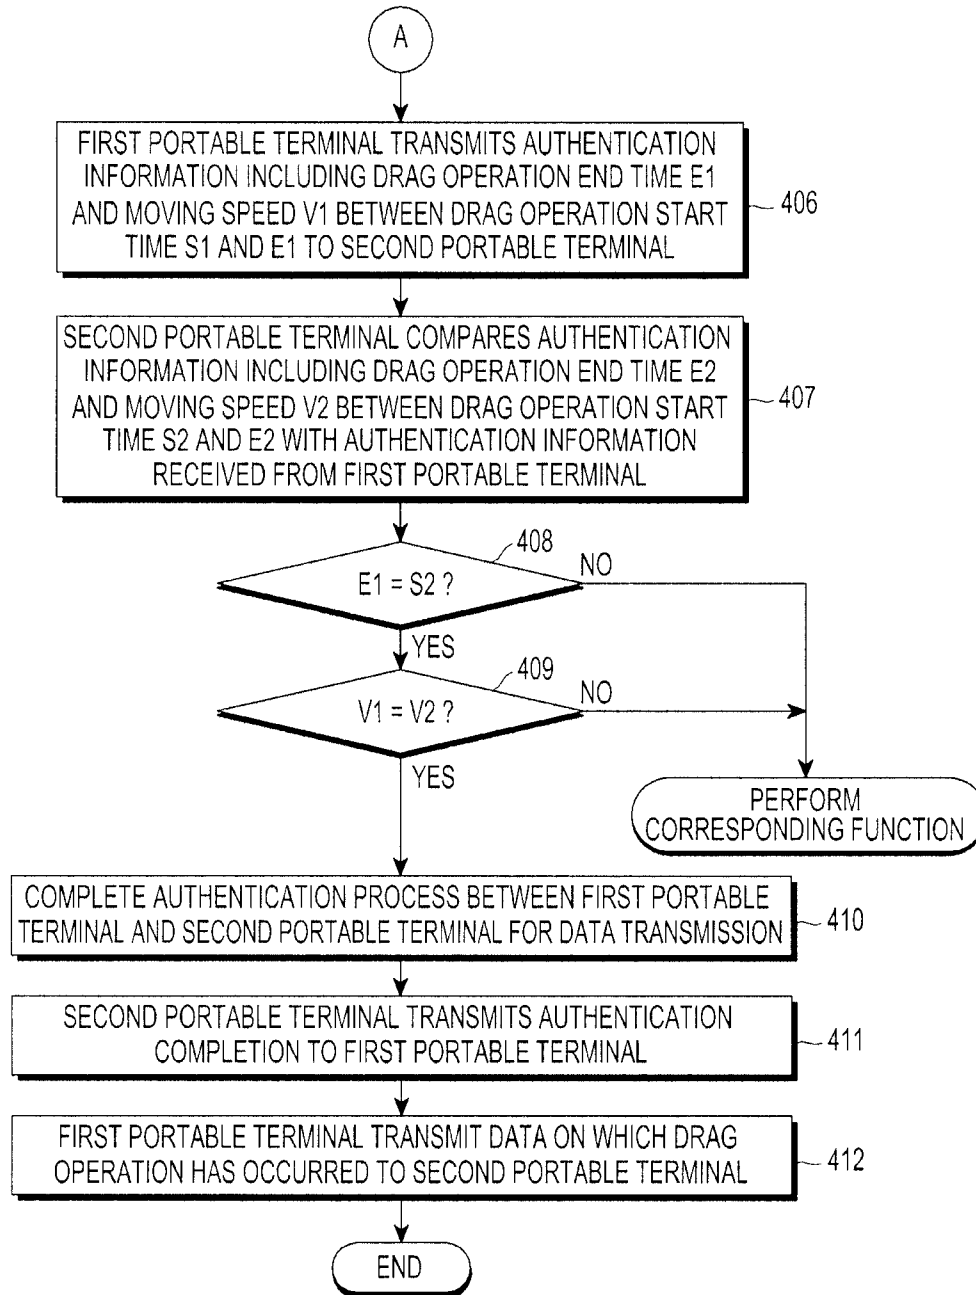 A
FIRST PORTABLE TERMINAL TRANSMITS AUTHENTICATION
INFORMATION INCLUDING DRAG OPERATION END TIME E1
AND MOVING SPEED V1 BETWEEN DRAG OPERATION START
TIME S1 AND E1 TO SECOND PORTABLE TERMINAL
406
SECOND PORTABLE TERMINAL COMPARES AUTHENTICATION
INFORMATION INCLUDING DRAG OPERATION END TIME E2
AND MOVING SPEED V2 BETWEEN DRAG OPERATION START
TIME S2 AND E2 WITH AUTHENTICATION INFORMATION
RECEIVED FROM FIRST PORTABLE TERMINAL
407
408
E1 = S2 ?
NO
YES
409
V1 = V2 ?
NO
YES
PERFORM
CORRESPONDING FUNCTION
COMPLETE AUTHENTICATION PROCESS BETWEEN FIRST PORTABLE
TERMINAL AND SECOND PORTABLE TERMINAL FOR DATA TRANSMISSION
410
SECOND PORTABLE TERMINAL TRANSMITS AUTHENTICATION
COMPLETION TO FIRST PORTABLE TERMINAL
411
FIRST PORTABLE TERMINAL TRANSMIT DATA ON WHICH DRAG
OPERATION HAS OCCURRED TO SECOND PORTABLE TERMINAL
412
END